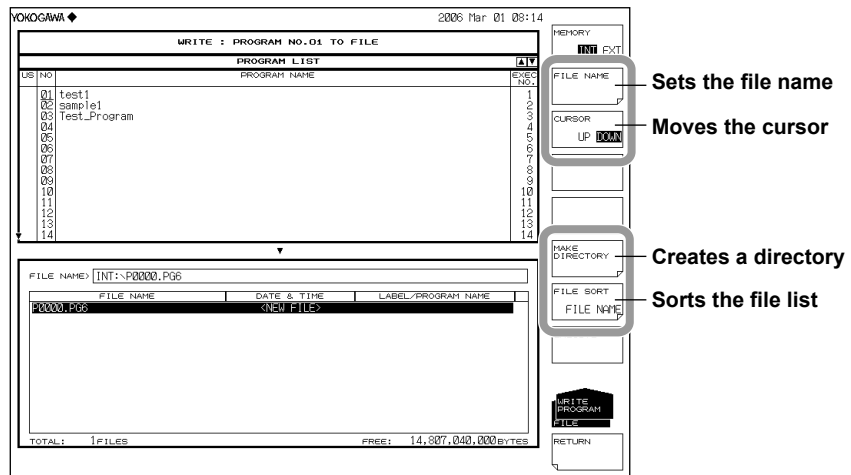 YOKOGAWA ◆ 2006 Mar 01 08:14
WRITE : PROGRAM NO.01 TO FILE
PROGRAM LIST ▲ ▼
US NO PROGRAM NAME EXEC NO.
01 test1 1
02 sample1 2
03 Test_Program 3
04 4
05 5
06 6
07 7
08 8
09 9
10 10
11 11
12 12
13 13
14 14
FILE NAME> INT:\P0000.PG6
FILE NAME DATE & TIME LABEL/PROGRAM NAME
P0000.PG6 <NEW FILE>
TOTAL: 1FILES FREE: 14,807,040,000BYTES
MEMORY
INT EXT
FILE NAME
CURSOR
UP DOWN
MAKE
DIRECTORY
FILE SORT
FILE NAME
WRITE
PROGRAM
FILE
RETURN
Sets the file name
Moves the cursor
Creates a directory
Sorts the file list